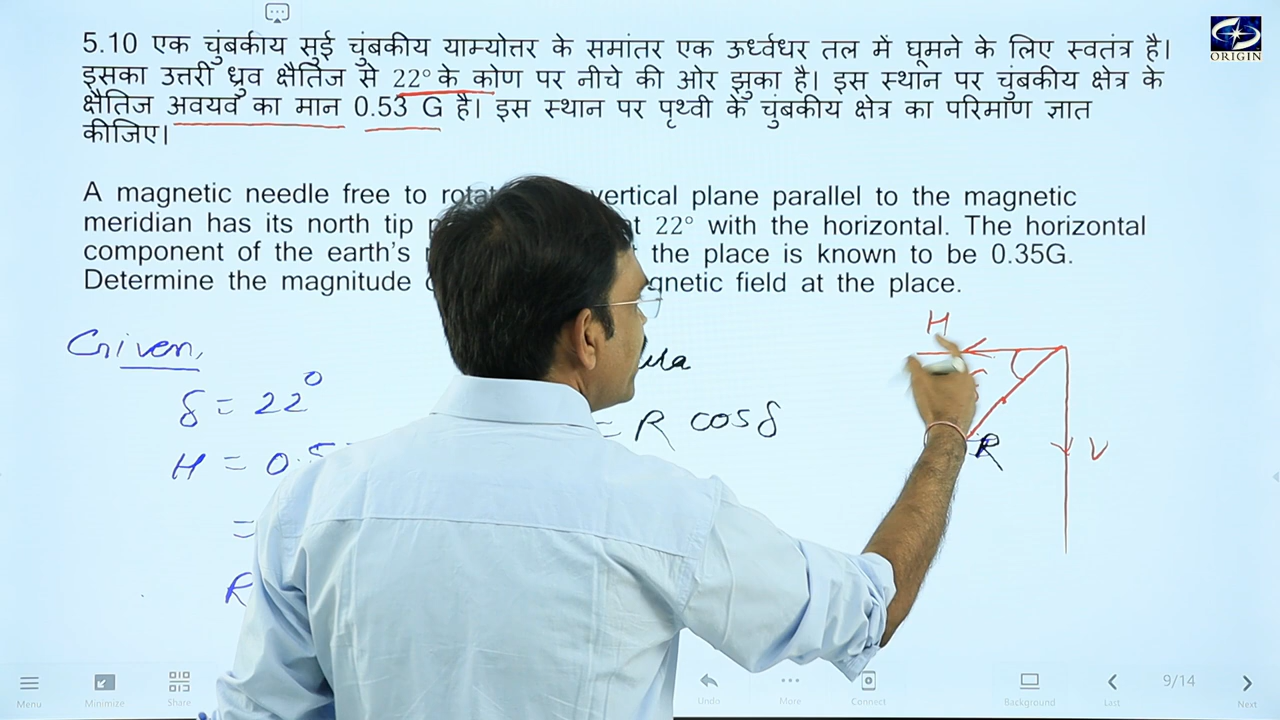 ORIGIN
5.10 एक चुंबर्कीय सुई चुंबकीय याम्योत्तर के समांतर एक ऊर्ध्वधर तल में घूमने के लिए स्वतंत्र है।
इसका उत्तरी ध्रुव क्षैतिज से 22° के कोण पर नीचे की ओर झुका है। इस स्थान पर चुंबकीय क्षेत्र के
क्षैतिज अवयव का मान 0.53 G है। इस स्थान पर पृथ्वी के चुंबकीय क्षेत्र का परिमाण ज्ञात
कीजिए।
A magnetic needle free to vertical plane parallel to the magnetic
meridian has its north tip 22° with the horizontal. The horizontal
component of the earth's the place is known to be 0.35G.
Determine the magnitude field at the place.
Given,
δ = 22°
= R cosδ
H = 0.5
=
R
H
R
V
Menu
Minimize
Share
Undo
More
Connect
Background
Last
9/14
Next